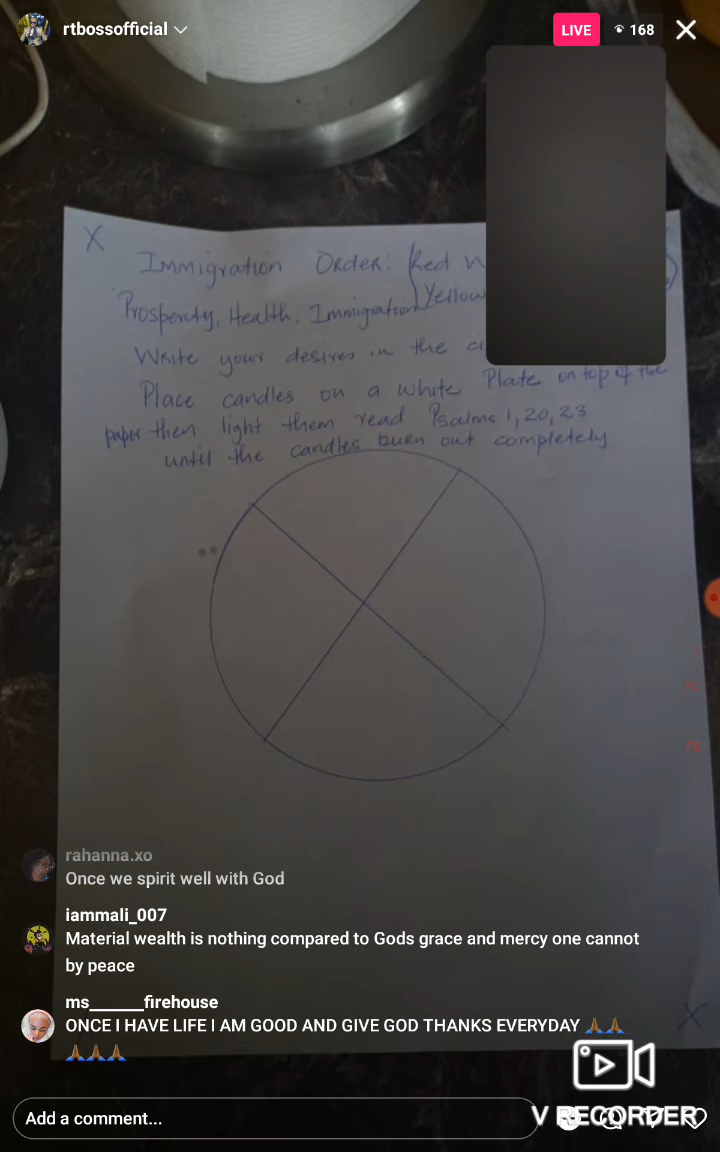 rtbossofficial
LIVE
168
X
Immigration Order: (Red
Prosperity, Health, Immigration
Yellow
Write your desires in the
Place candles on a white Plate on top of the
paper then light them read Psalms 1, 20, 23
until the candles burn out completely
rahanna.xo
Once we spirit well with God
iammali_007
Material wealth is nothing compared to Gods grace and mercy one cannot
by peace
ms______firehouse
ONCE I HAVE LIFE I AM GOOD AND GIVE GOD THANKS EVERYDAY 🙏🏾🙏🏾
🙏🏾🙏🏾🙏🏾
X
Add a comment...
V RECORDER